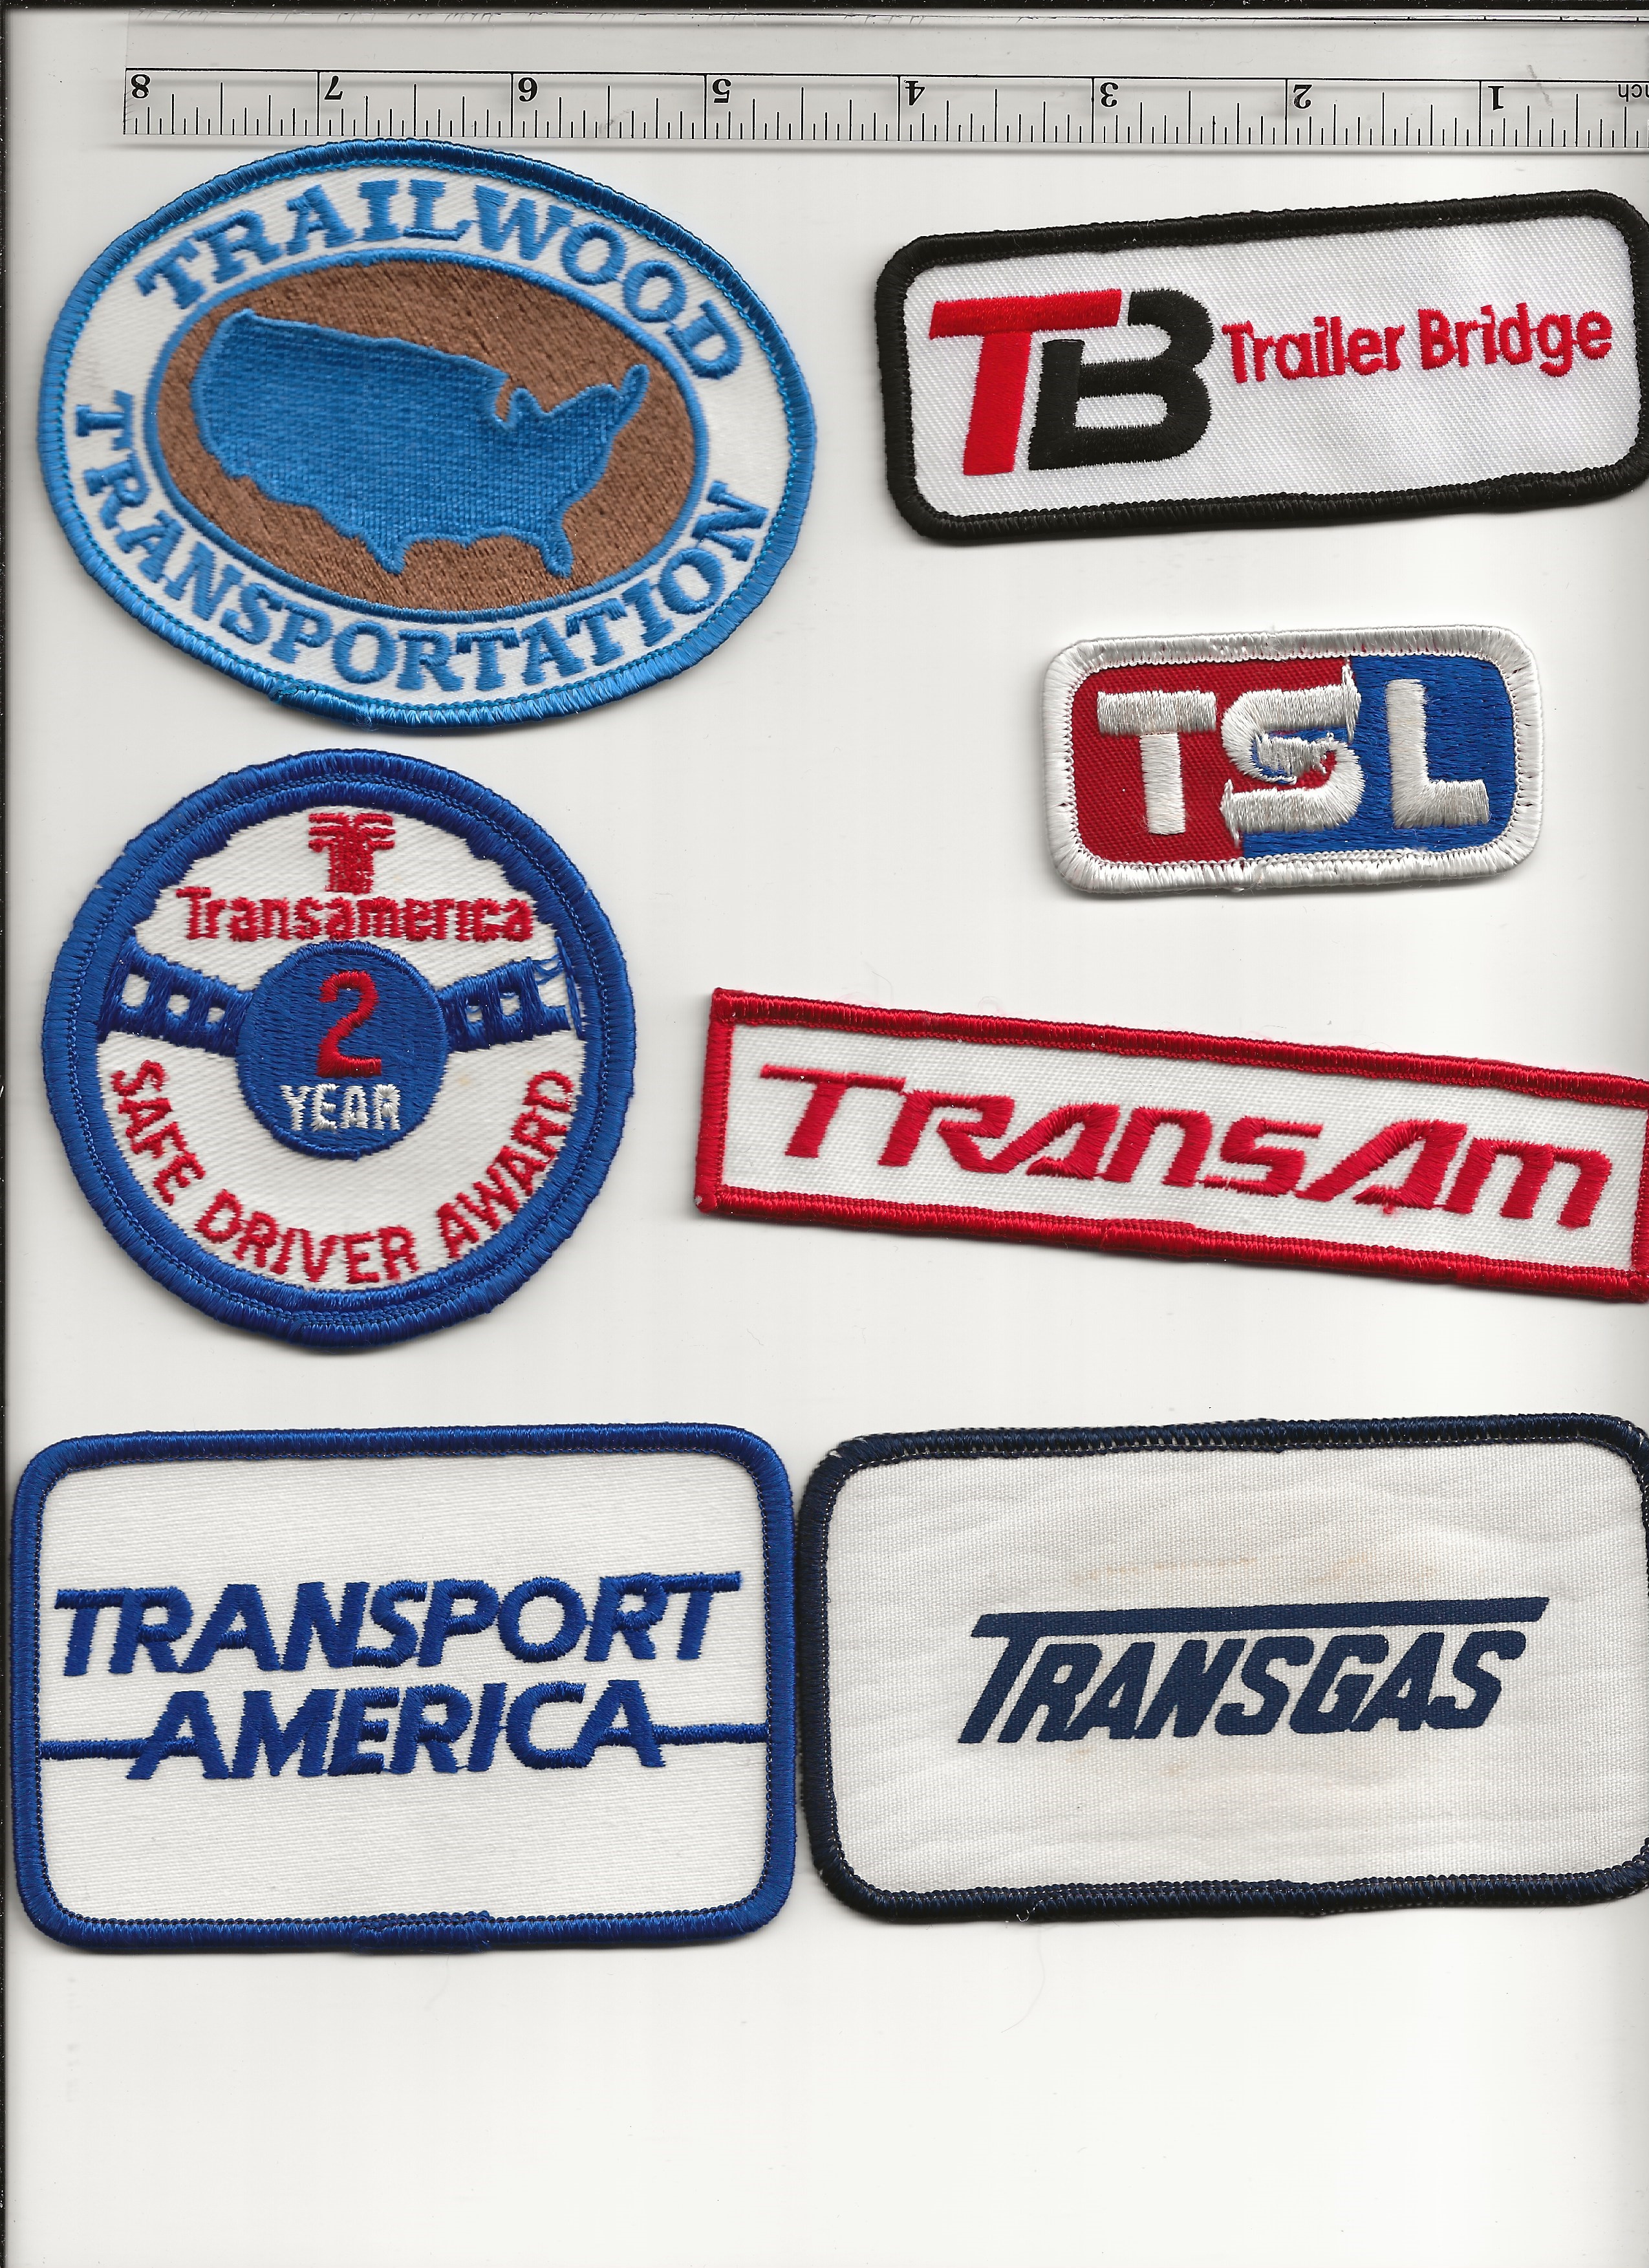 8 7 6 5 4 3 2 1
TRAILWOOD
TRANSPORTATION
TB Trailer Bridge
TSL
T
Transamerica
2
YEAR
SAFE DRIVER AWARD
TRANSAm
TRANSPORT
AMERICA
TRANSGAS